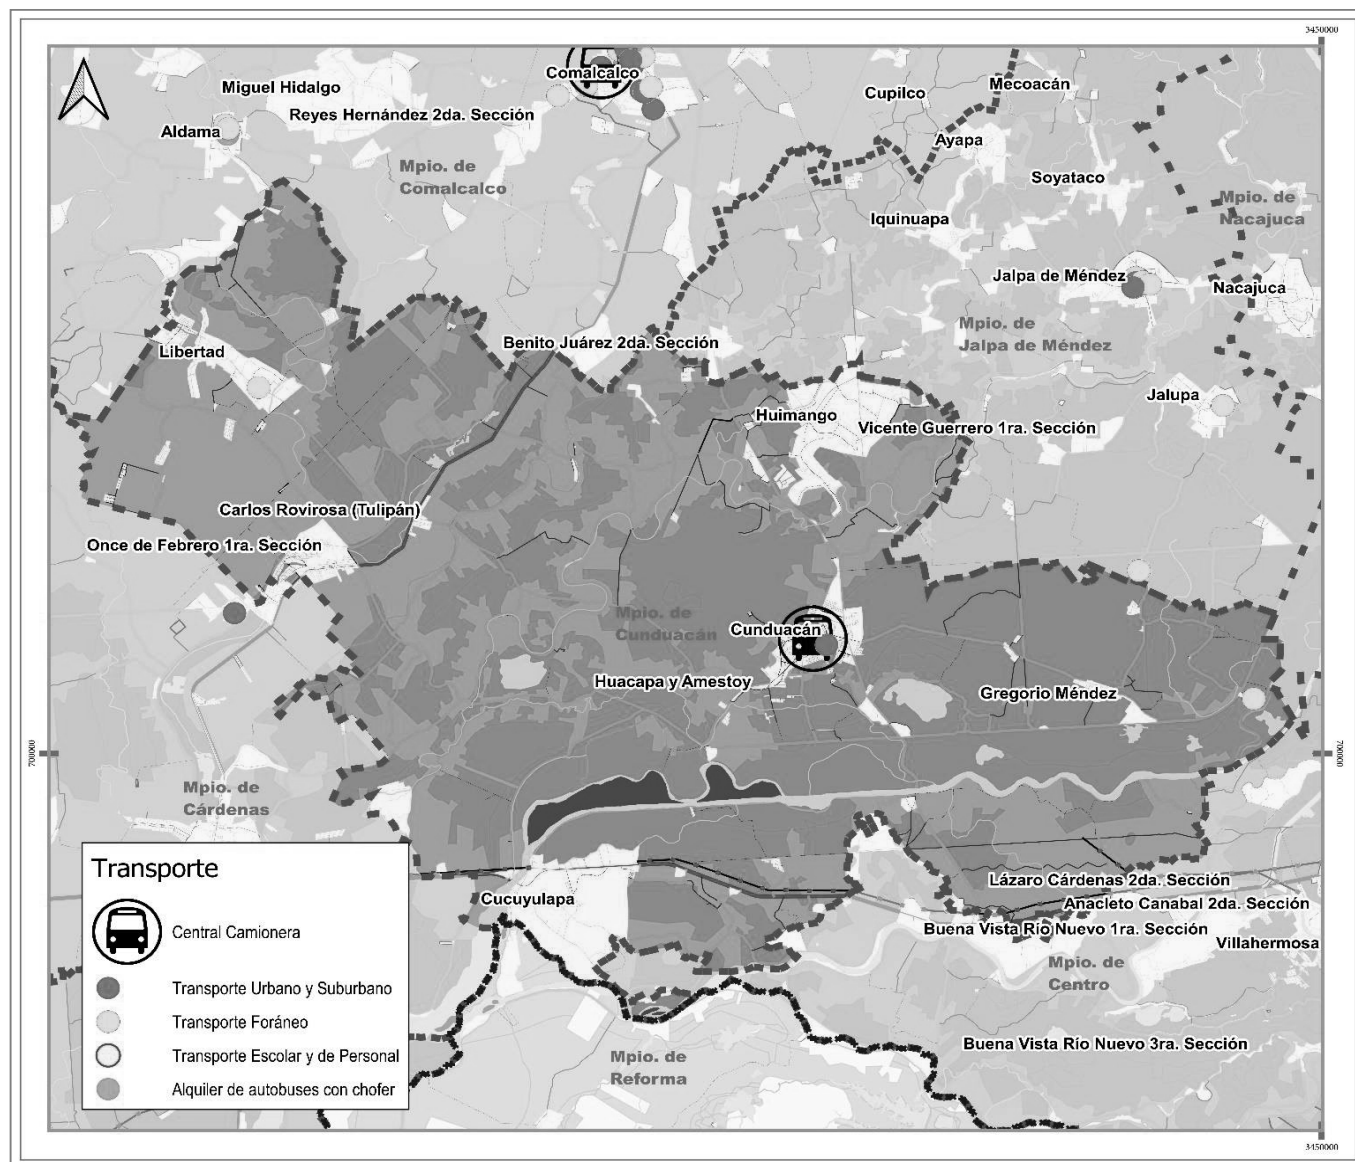 3450000
Comalcalco
Mecoacán
Miguel Hidalgo
Cupilco
Reyes Hernández 2da. Sección
Aldama
Ayapa
Mpio. de
Comalcalco
Soyataco
Mpio. de
Nacajuca
Iquinuapa
Jalpa de Méndez
Nacajuca
Mpio. de
Jalpa de Méndez
Benito Juárez 2da. Sección
Libertad
Jalupa
Huimango
Vicente Guerrero 1ra. Sección
Carlos Rovirosa (Tulipán)
Once de Febrero 1ra. Sección
Mpio. de
Cunduacán
Cunduacán
Huacapa y Amestoy
Gregorio Méndez
700000
700000
Mpio. de
Cárdenas
Transporte
Central Camionera
Transporte Urbano y Suburbano
Transporte Foráneo
Transporte Escolar y de Personal
Alquiler de autobuses con chofer
Cucuyulapa
Lázaro Cárdenas 2da. Sección
Anacleto Canabal 2da. Sección
Buena Vista Río Nuevo 1ra. Sección
Villahermosa
Mpio. de
Centro
Buena Vista Río Nuevo 3ra. Sección
Mpio. de
Reforma
3450000